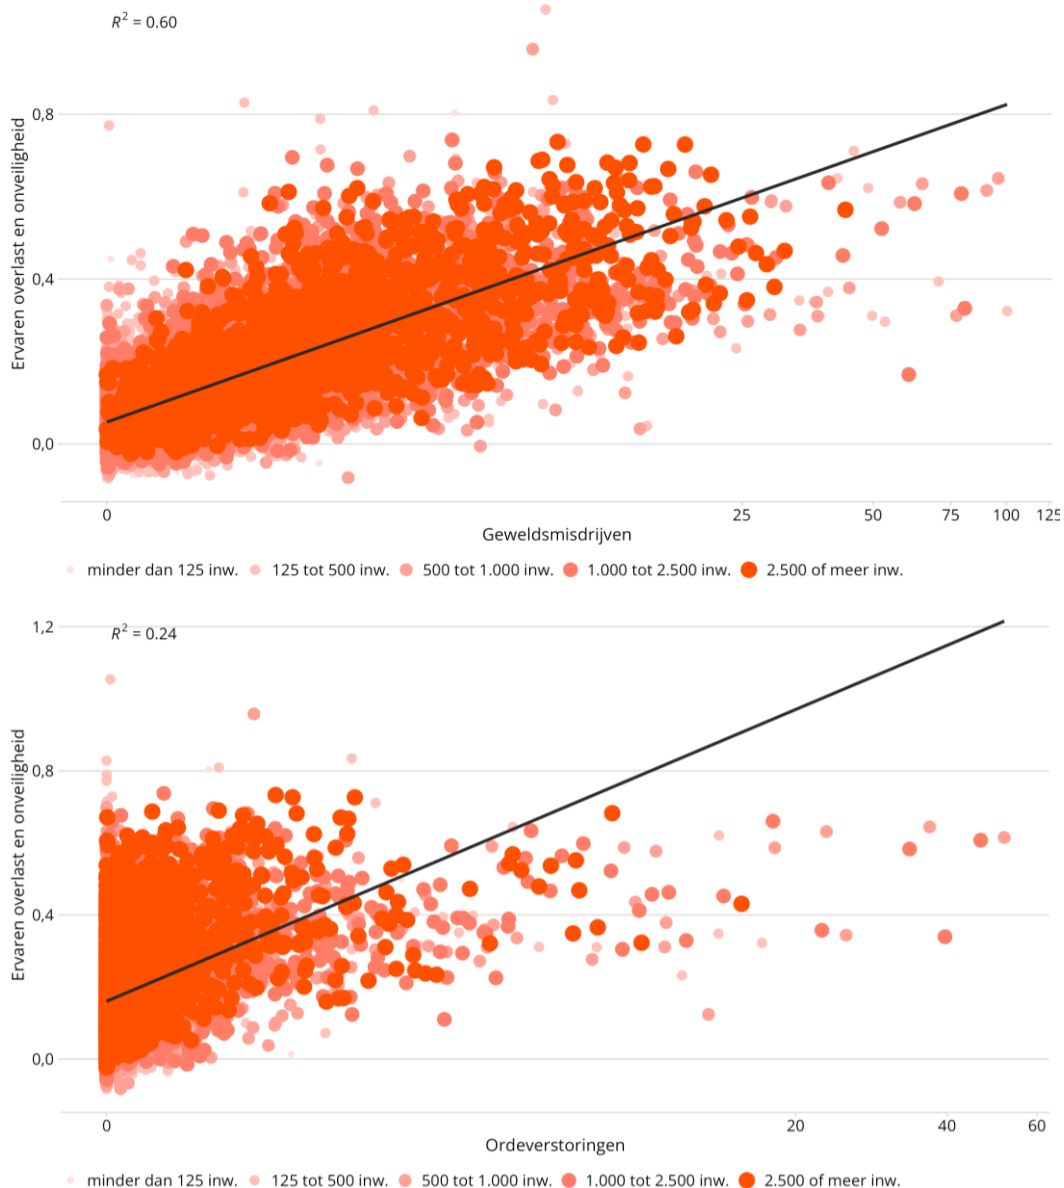 R² = 0.60
0,8
0,4
0,0
Ervaren overlast en onveiligheid
0 25 50 75 100 125
Geweldsmisdrijven
minder dan 125 inw. 125 tot 500 inw. 500 tot 1.000 inw. 1.000 tot 2.500 inw. 2.500 of meer inw.
1,2
R² = 0.24
0,8
0,4
0,0
Ervaren overlast en onveiligheid
0 20 40 60
Ordeverstoringen
minder dan 125 inw. 125 tot 500 inw. 500 tot 1.000 inw. 1.000 tot 2.500 inw. 2.500 of meer inw.